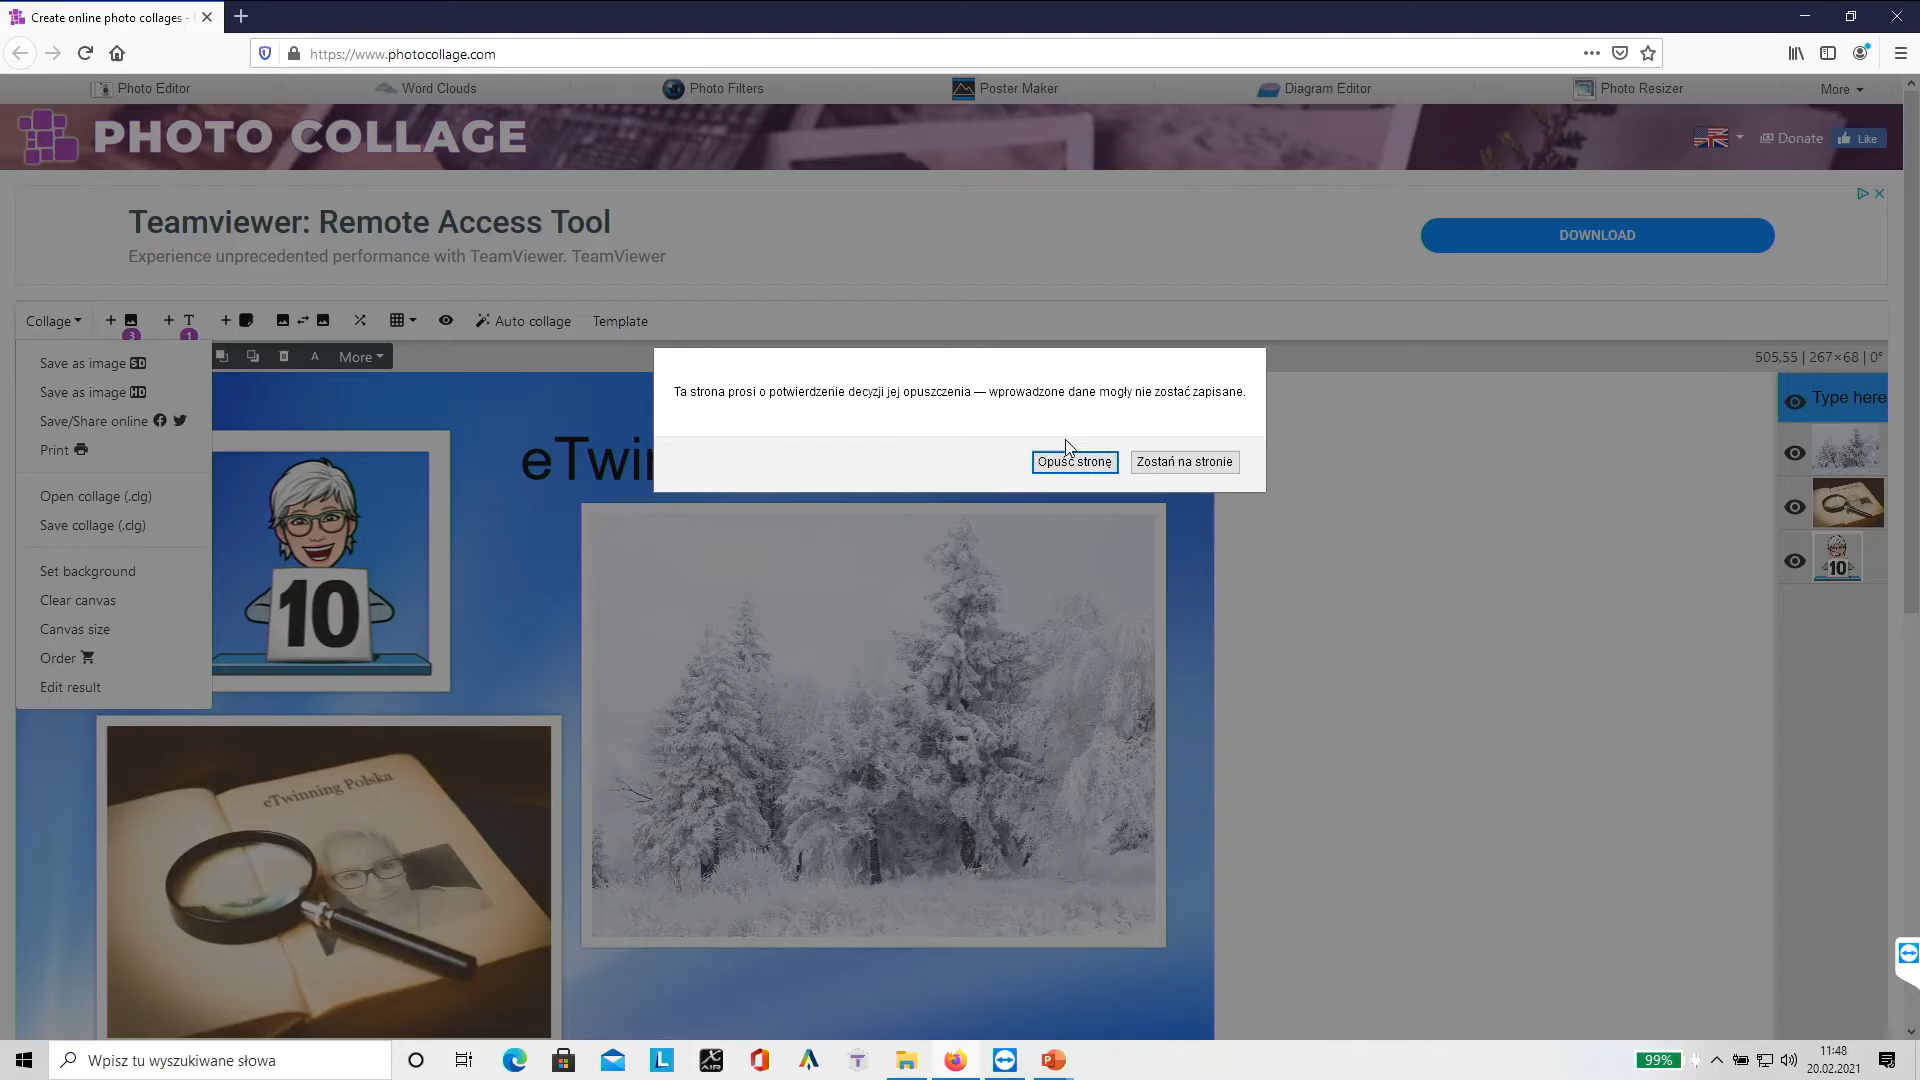 Create online photo collages -
https://www.photocollage.com
Photo Editor
Word Clouds
Photo Filters
Poster Maker
Diagram Editor
Photo Resizer
More
PHOTO COLLAGE
Donate
Like
Teamviewer: Remote Access Tool
Experience unprecedented performance with TeamViewer. TeamViewer
DOWNLOAD
Collage
3
T
1
Auto collage
Template
A
More
505,55 | 267×68 | 0°
Save as image SD
Save as image HD
Save/Share online
Print
Open collage (.clg)
Save collage (.clg)
Set background
Clear canvas
Canvas size
Order
Edit result
Ta strona prosi o potwierdzenie decyzji jej opuszczenia — wprowadzone dane mogły nie zostać zapisane.
Opuść stronę
Zostań na stronie
eTwi
10
eTwinning Polska
Type here
10
Wpisz tu wyszukiwane słowa
L
AIR
T
P
99%
11:48
20.02.2021